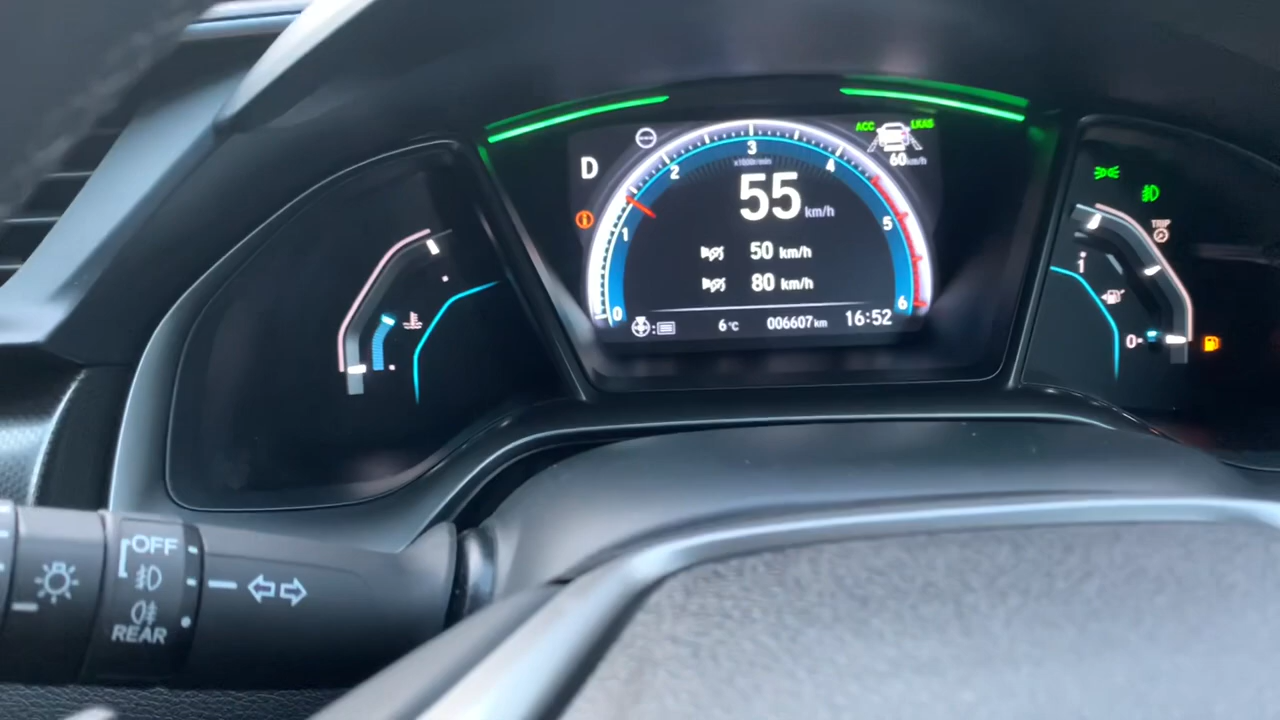 ACC LKAS
D
60 km/h
0 1 2 3 4 5 6
x1000r/min
55 km/h
50 km/h
80 km/h
6°C 006607 km 16:52
TRIP
0
OFF
REAR